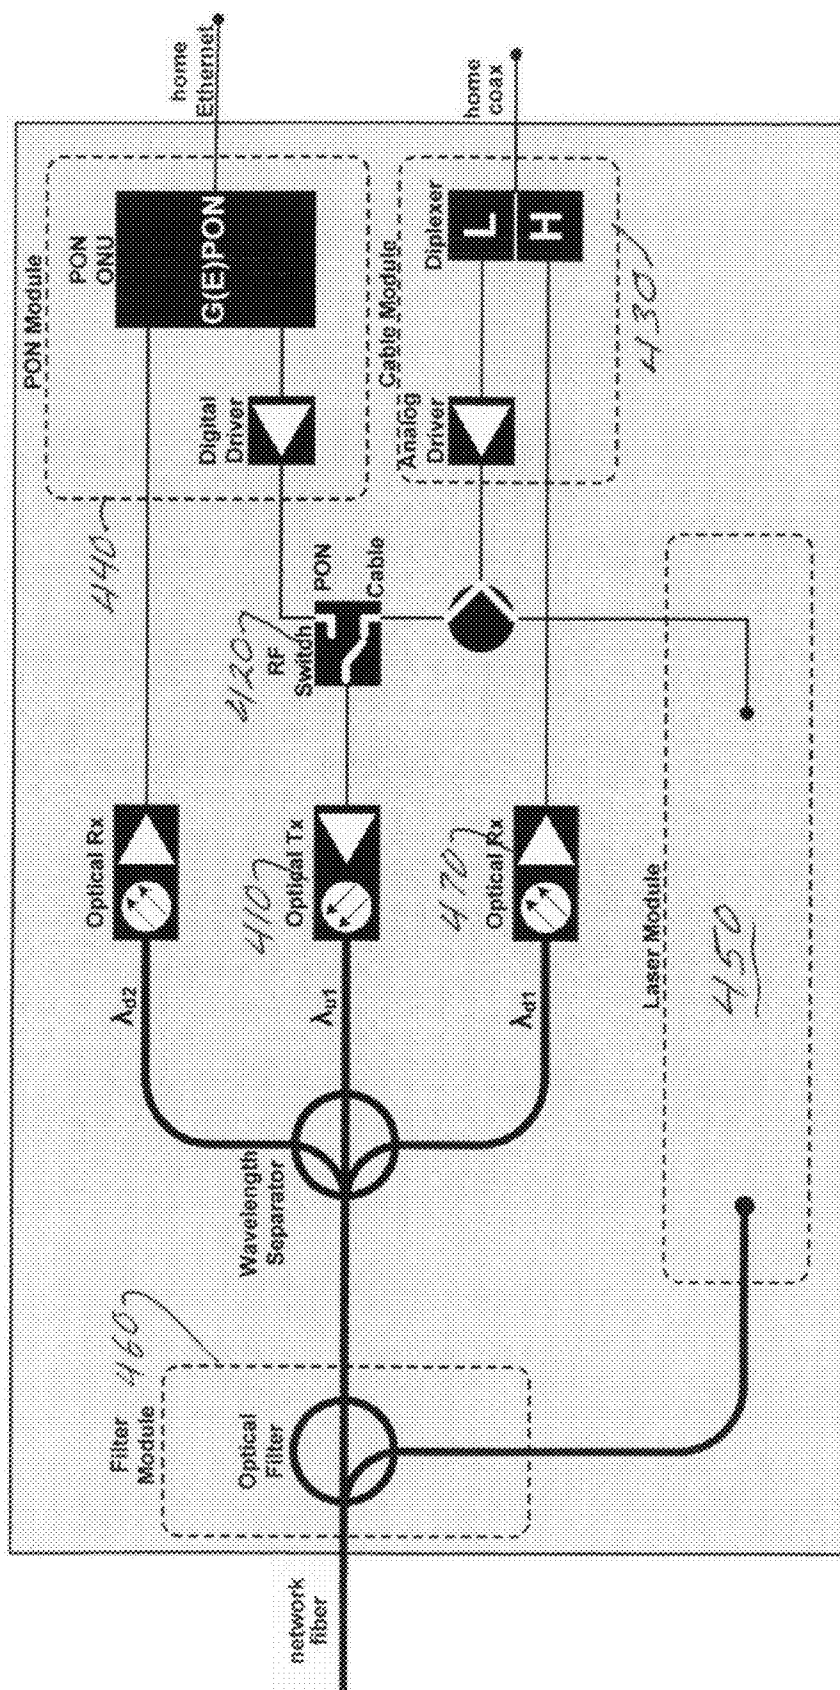 network
fiber
Filter
Module
460
Optical
Filter
Wavelength
Separator
λd2
λu1
λd1
Optical Rx
410
Optical Tx
470
Optical Rx
Laser Module
450
440
420
RF
Switch
PON
Cable
PON Module
Digital
Driver
PON
ONU
G(E)PON
Cable Module
Analog
Driver
Diplexer
L
H
430
home
Ethernet
home
coax